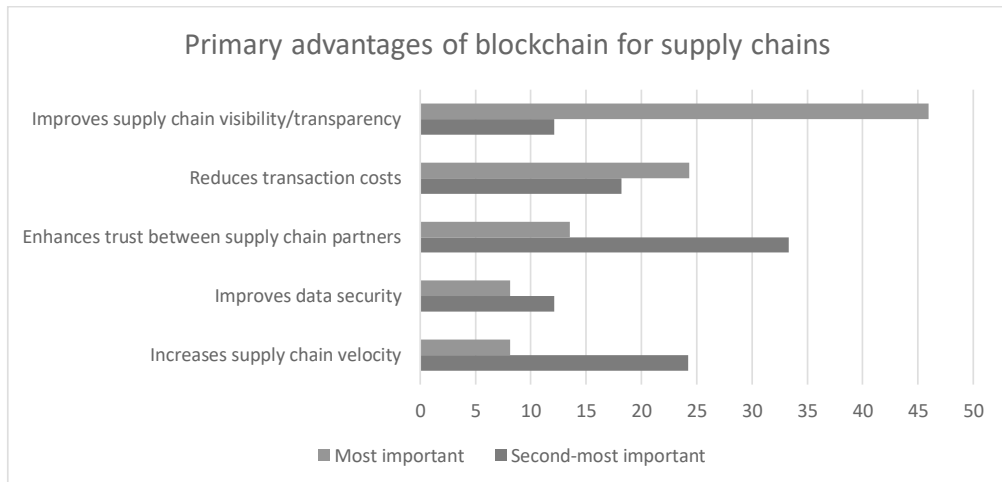 Primary advantages of blockchain for supply chains
Improves supply chain visibility/transparency
Reduces transaction costs
Enhances trust between supply chain partners
Improves data security
Increases supply chain velocity
0 5 10 15 20 25 30 35 40 45 50
Most important Second-most important